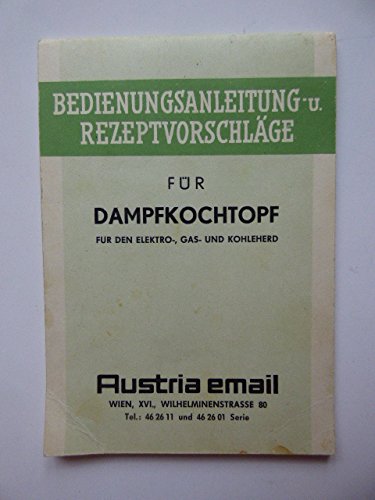 BEDIENUNGSANLEITUNG-u.
REZEPTVORSCHLÄGE
FÜR
DAMPFKOCHTOPF
FUR DEN ELEKTRO-, GAS- UND KOHLEHERD
Austria email
WIEN, XVI., WILHELMINENSTRASSE 80
Tel.: 46 26 11 und 46 26 01 Serie